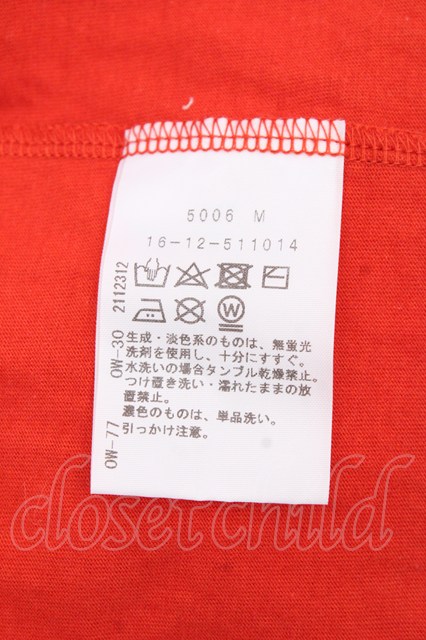 5006 M
16-12-511014
W
生成・淡色系のものは、無蛍光
洗剤を使用し、十分にすすぐ。
水洗いの場合タンブル乾燥禁止。
つけ置き洗い・濡れたままの放
置禁止。
濃色のものは、単品洗い。
引っかけ注意。
OW-77 OW-30 2112312
closet child